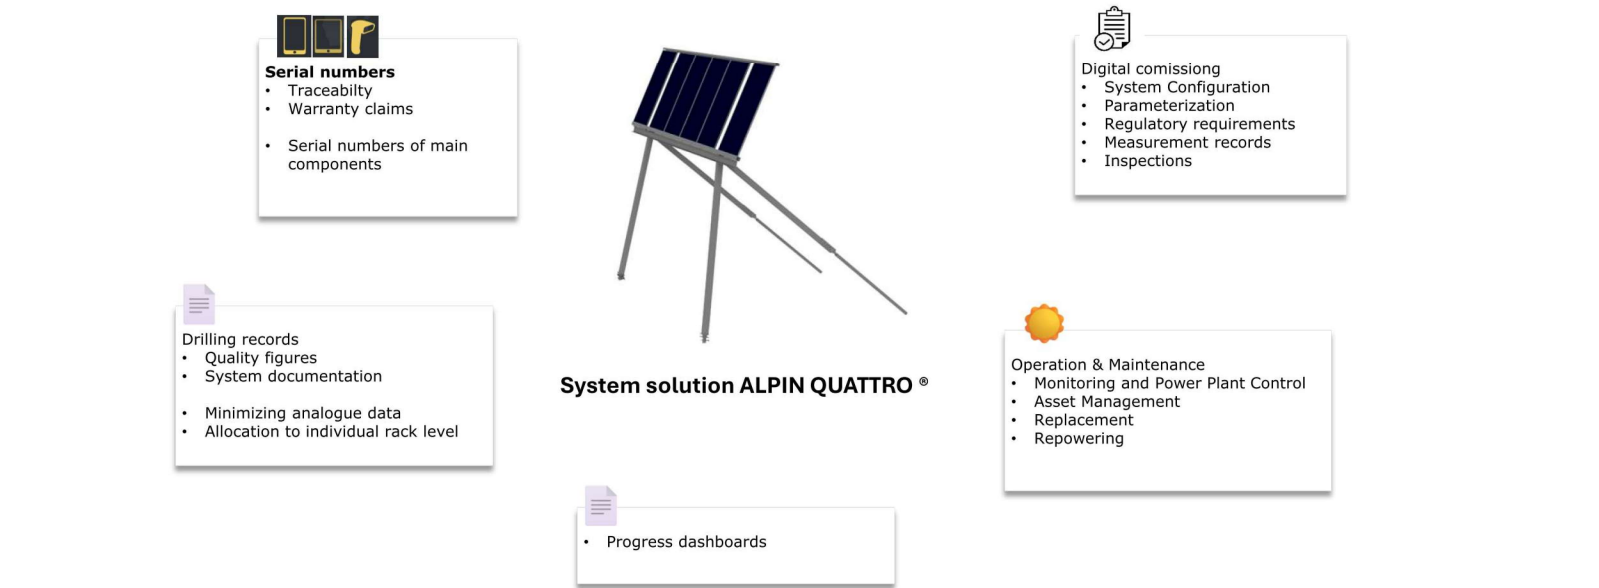 Serial numbers
• Traceabilty
• Warranty claims
• Serial numbers of main
components
Digital comissiong
• System Configuration
• Parameterization
• Regulatory requirements
• Measurement records
• Inspections
Drilling records
• Quality figures
• System documentation
• Minimizing analogue data
• Allocation to individual rack level
System solution ALPIN QUATTRO ®
Operation & Maintenance
• Monitoring and Power Plant Control
• Asset Management
• Replacement
• Repowering
• Progress dashboards